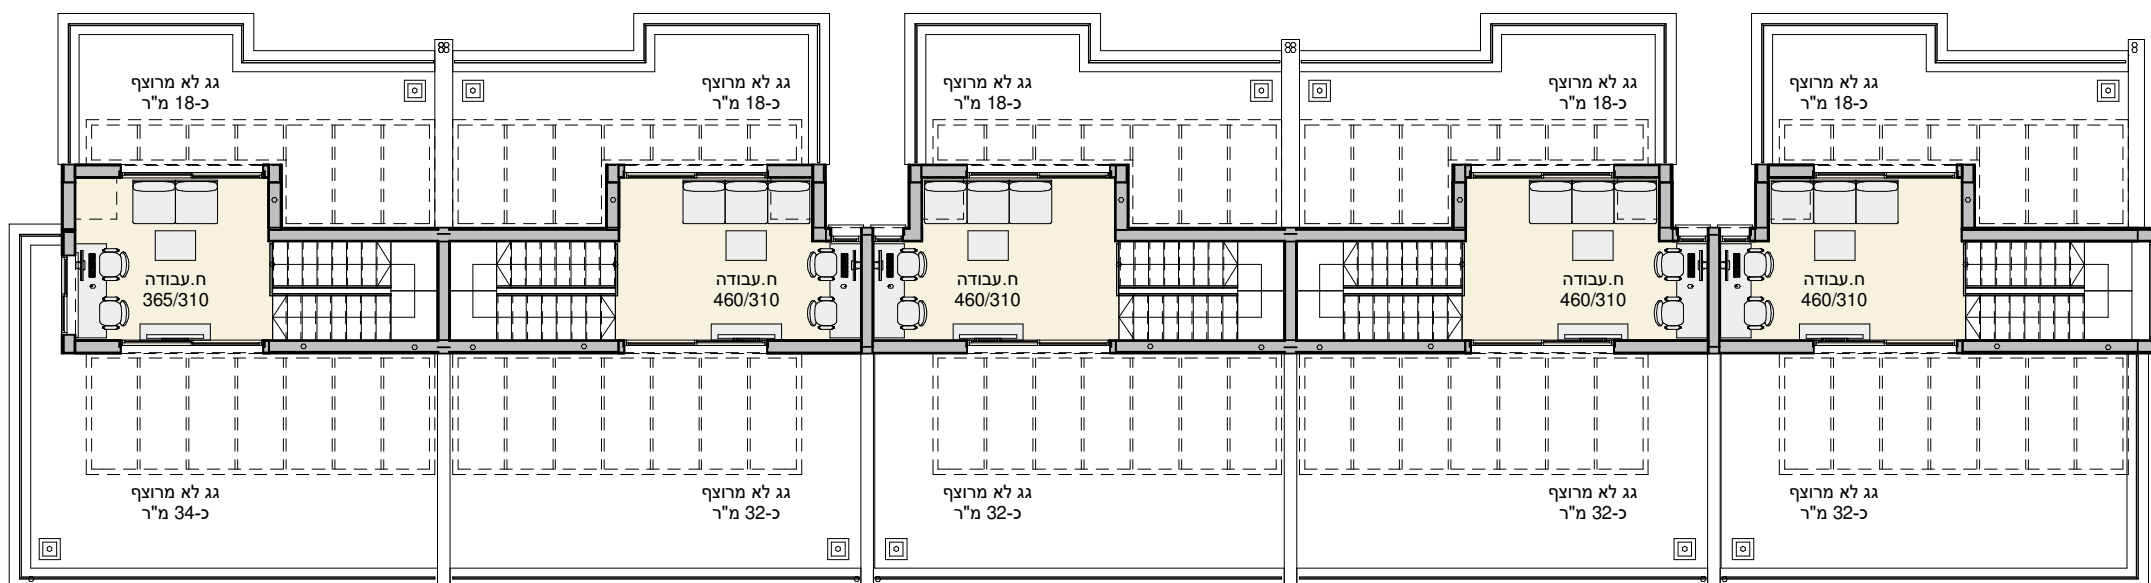 גג לא מרוצף
כ-18 מ"ר
גג לא מרוצף
כ-18 מ"ר
גג לא מרוצף
כ-18 מ"ר
גג לא מרוצף
כ-18 מ"ר
גג לא מרוצף
כ-18 מ"ר
ח.עבודה
365/310
ח.עבודה
460/310
ח.עבודה
460/310
ח.עבודה
460/310
ח.עבודה
460/310
גג לא מרוצף
כ-34 מ"ר
גג לא מרוצף
כ-32 מ"ר
גג לא מרוצף
כ-32 מ"ר
גג לא מרוצף
כ-32 מ"ר
גג לא מרוצף
כ-32 מ"ר